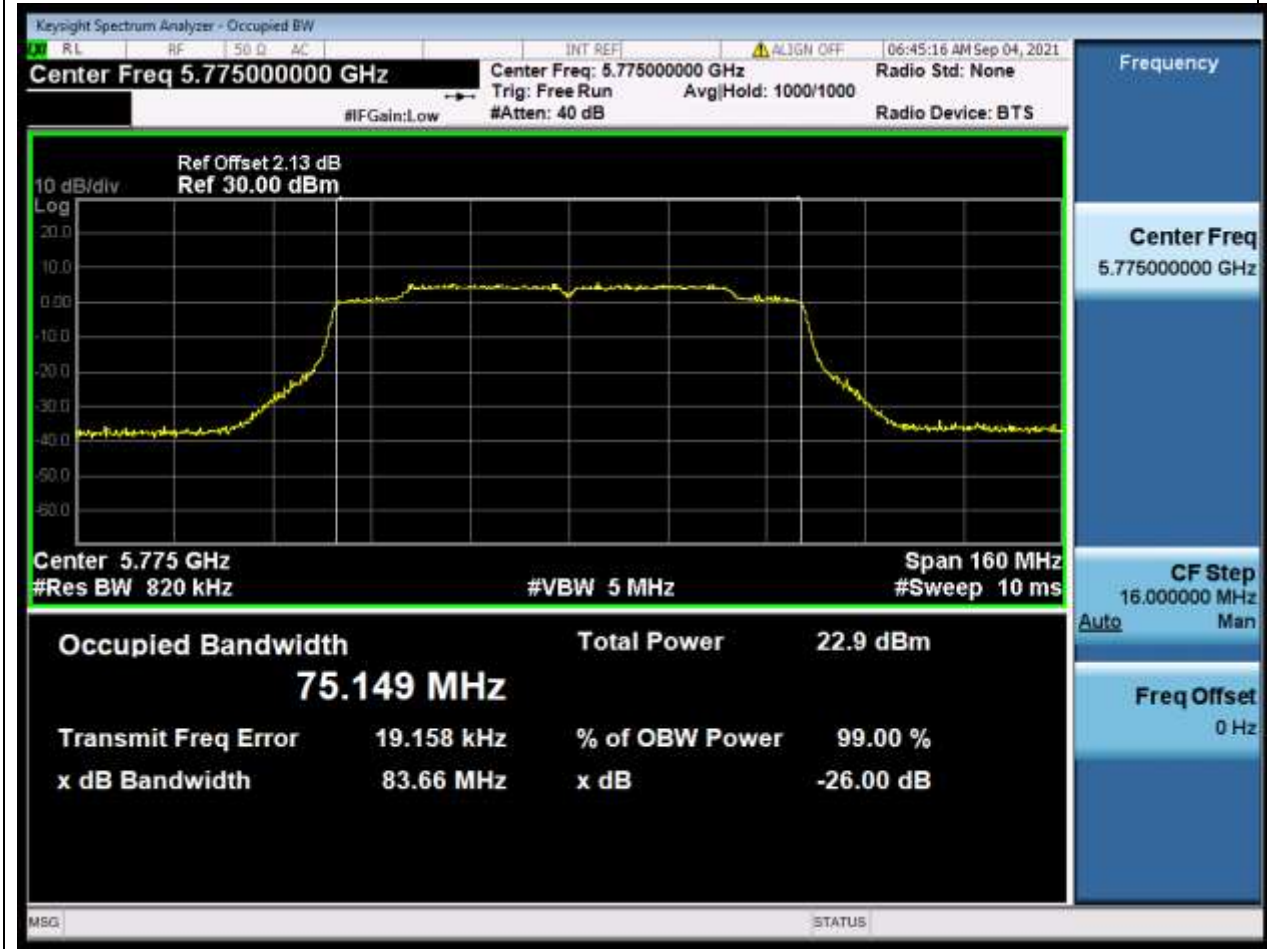 Keysight Spectrum Analyzer - Occupied BW
LXI RL RF 50 Ω AC INT REF ALIGN OFF 06:45:16 AM Sep 04, 2021
Center Freq 5.775000000 GHz
Center Freq: 5.775000000 GHz
Radio Std: None
Trig: Free Run Avg|Hold: 1000/1000
#IFGain:Low
#Atten: 40 dB
Radio Device: BTS
Ref Offset 2.13 dB
10 dB/div Ref 30.00 dBm
Log
20.0
10.0
0.00
-10.0
-20.0
-30.0
-40.0
-50.0
-60.0
Center 5.775 GHz Span 160 MHz
#Res BW 820 kHz #VBW 5 MHz #Sweep 10 ms
Occupied Bandwidth Total Power 22.9 dBm
75.149 MHz
Transmit Freq Error 19.158 kHz % of OBW Power 99.00 %
x dB Bandwidth 83.66 MHz x dB -26.00 dB
MSG STATUS
Frequency
Center Freq
5.775000000 GHz
CF Step
16.000000 MHz
Auto Man
Freq Offset
0 Hz